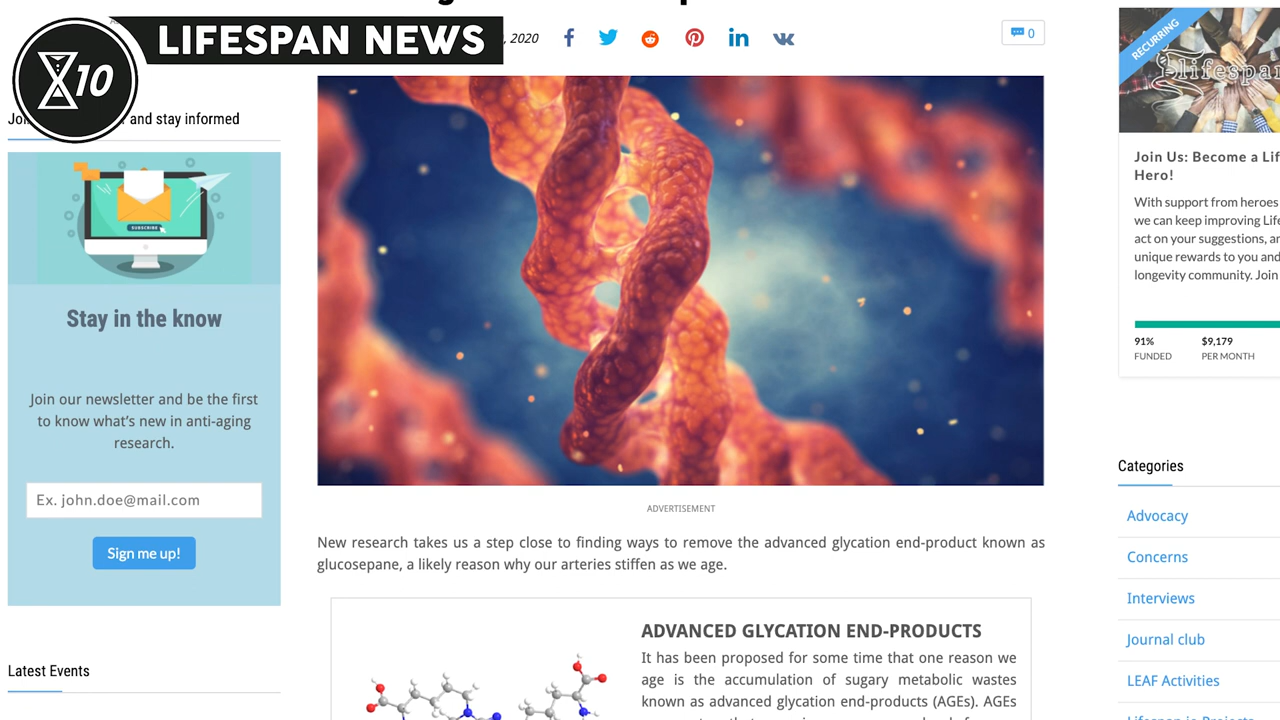 LIFESPAN NEWS
10
, 2020
0
and stay informed
SUBSCRIBE
Stay in the know
Join our newsletter and be the first
to know what's new in anti-aging
research.
Ex. john.doe@mail.com
Sign me up!
Latest Events
ADVERTISEMENT
New research takes us a step close to finding ways to remove the advanced glycation end-product known as
glucosepane, a likely reason why our arteries stiffen as we age.
ADVANCED GLYCATION END-PRODUCTS
It has been proposed for some time that one reason we
age is the accumulation of sugary metabolic wastes
known as advanced glycation end-products (AGEs). AGEs
RECURRING
lifespan
Join Us: Become a Lif
Hero!
With support from heroes
we can keep improving Life
act on your suggestions, an
unique rewards to you and
longevity community. Join
91%
$9,179
FUNDED
PER MONTH
Categories
Advocacy
Concerns
Interviews
Journal club
LEAF Activities